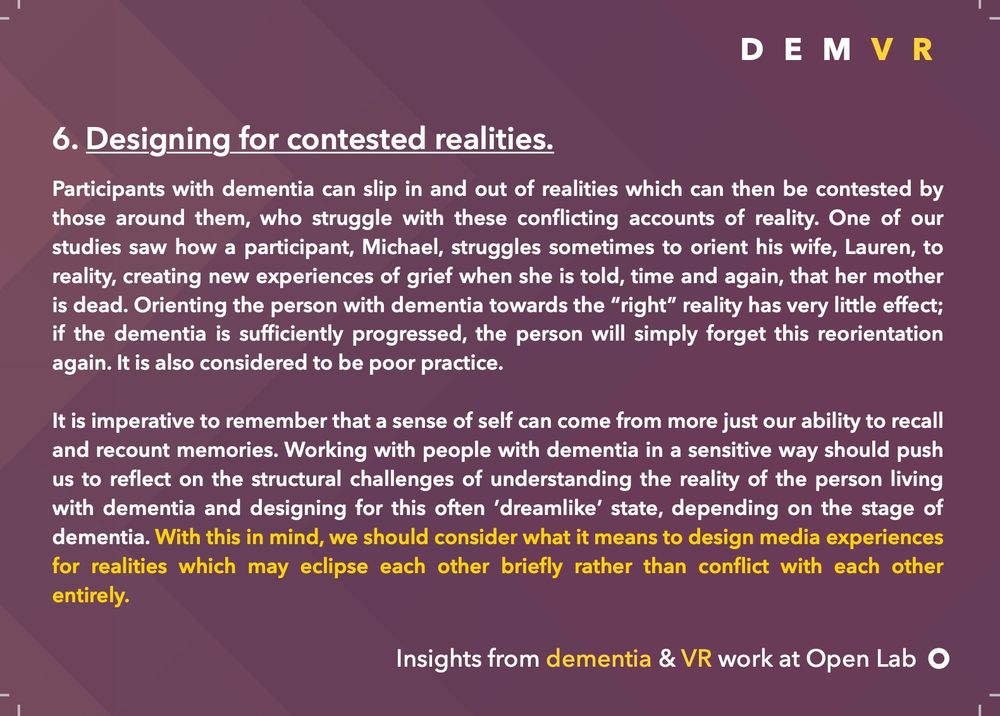 D E M V R
6. Designing for contested realities.
Participants with dementia can slip in and out of realities which can then be contested by
those around them, who struggle with these conflicting accounts of reality. One of our
studies saw how a participant, Michael, struggles sometimes to orient his wife, Lauren, to
reality, creating new experiences of grief when she is told, time and again, that her mother
is dead. Orienting the person with dementia towards the “right” reality has very little effect;
if the dementia is sufficiently progressed, the person will simply forget this reorientation
again. It is also considered to be poor practice.
It is imperative to remember that a sense of self can come from more just our ability to recall
and recount memories. Working with people with dementia in a sensitive way should push
us to reflect on the structural challenges of understanding the reality of the person living
with dementia and designing for this often ’dreamlike’ state, depending on the stage of
dementia. With this in mind, we should consider what it means to design media experiences
for realities which may eclipse each other briefly rather than conflict with each other
entirely.
Insights from dementia & VR work at Open Lab